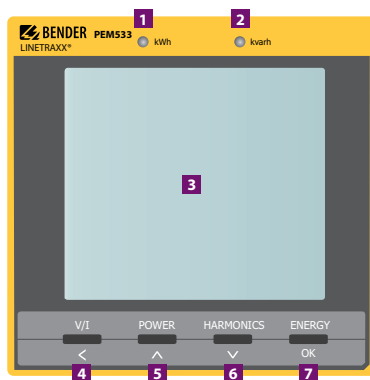 1 2
BENDER PEM533 kWh kvarh
LINETRAXX®
3
V/I POWER HARMONICS ENERGY
< ∧ ∨ OK
4 5 6 7